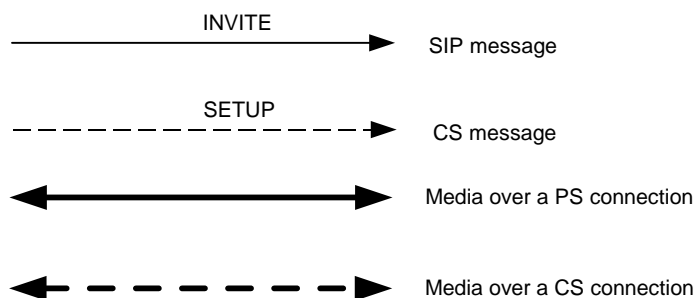 INVITE
SIP message
SETUP
CS message
Media over a PS connection
Media over a CS connection